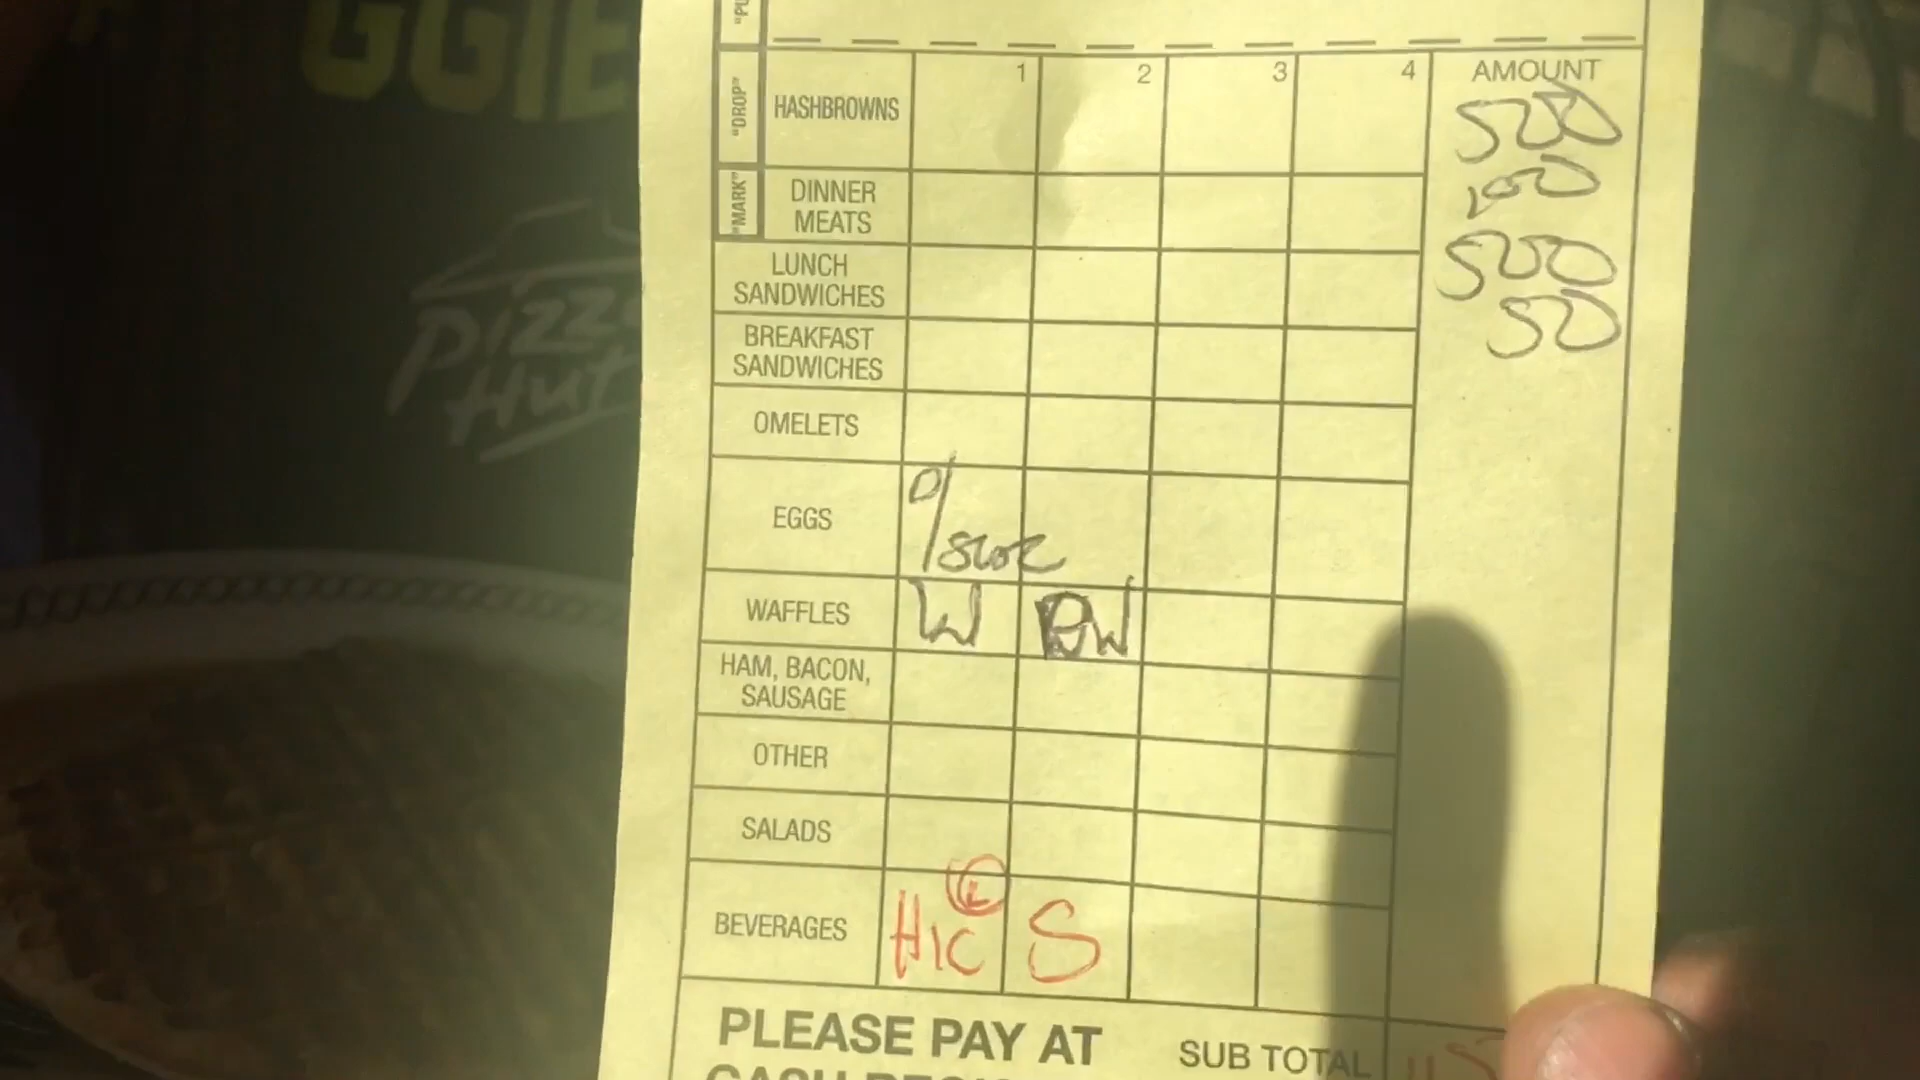 GGIE
Pizza
Hut
"DROP"
HASHBROWNS
1
2
3
4
AMOUNT
500
100
"MARK"
DINNER
MEATS
LUNCH
SANDWICHES
500
50
BREAKFAST
SANDWICHES
OMELETS
EGGS
WAFFLES
W
HAM, BACON,
SAUSAGE
OTHER
SALADS
BEVERAGES
H1C
S
PLEASE PAY AT
SUB TOTAL